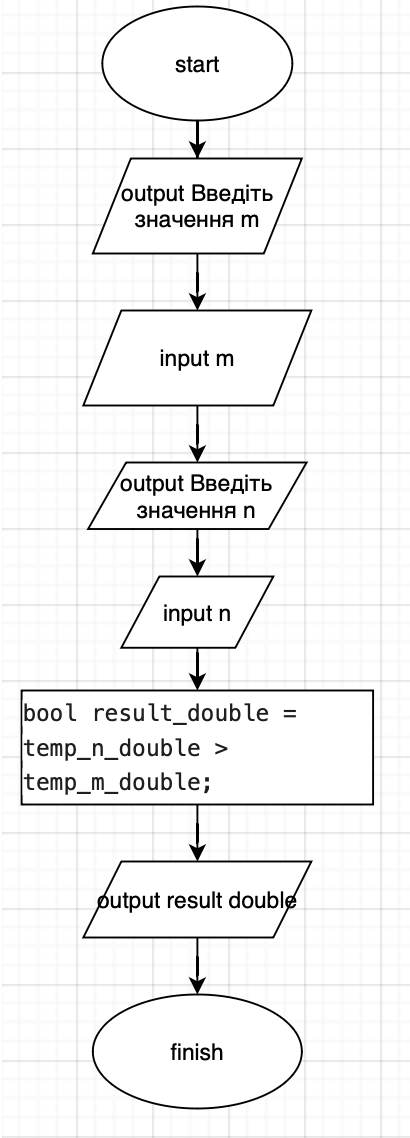 start
output Введіть
значення m
input m
output Введіть
значення n
input n
bool result_double =
temp_n_double >
temp_m_double;
output result double
finish